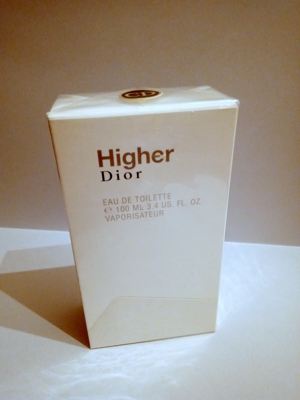 Higher
Dior
EAU DE TOILETTE
℮ 100 ML 3.4 US. FL. OZ.
VAPORISATEUR